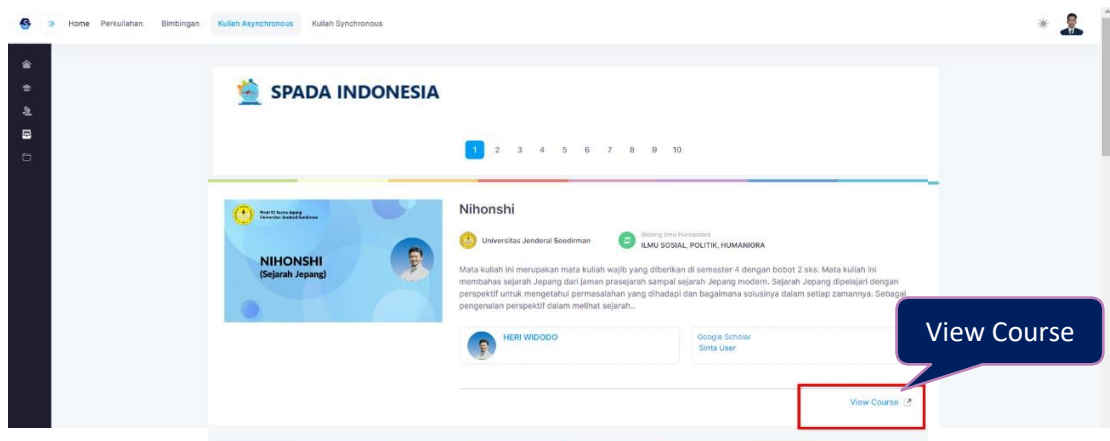 Home Perkuliahan Bimbingan Kuliah Asynchronous Kuliah Synchronous
SPADA INDONESIA
1 2 3 4 5 6 7 8 9 10
NIHONSHI
(Sejarah Jepang)
Nihonshi
Universitas Jenderal Soedirman
Bidang Ilmu Humaniora
ILMU SOSIAL, POLITIK, HUMANIORA
Mata kuliah ini merupakan mata kuliah wajib yang diberikan di semester 4 dengan bobot 2 sks. Mata kuliah ini
membahas sejarah Jepang dari jaman prasejarah sampai sejarah Jepang modern. Sejarah Jepang dipelajari dengan
perspektif untuk mengetahui permasalahan yang dihadapi dan bagaimana solusinya dalam setiap zamannya. Sebagai
pengenalan perspektif dalam melihat sejarah..
HERI WIDODO
Google Scholar
Sinta User
View Course
View Course